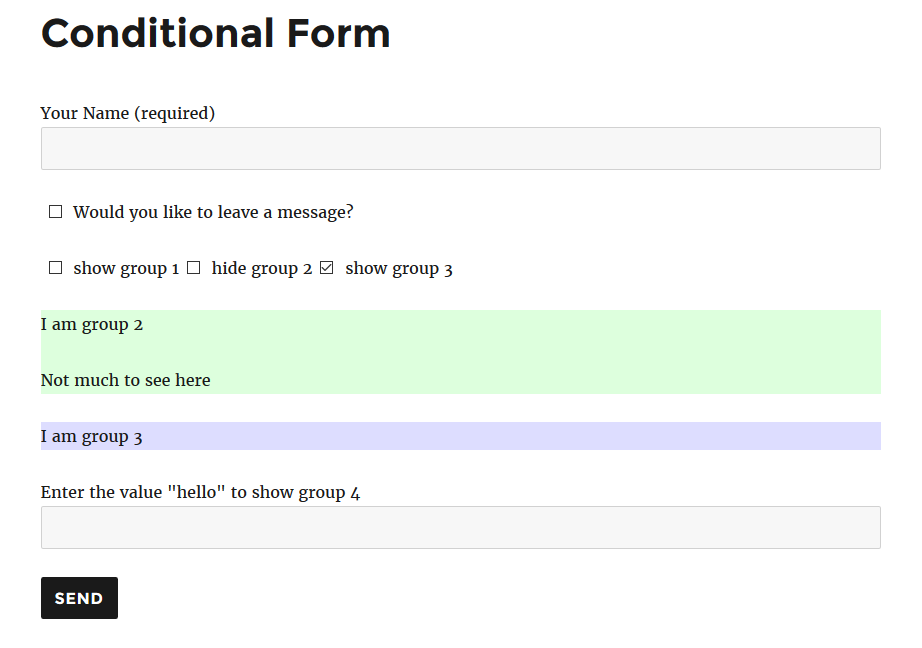 Conditional Form
Your Name (required)
Would you like to leave a message?
show group 1 hide group 2 show group 3
I am group 2
Not much to see here
I am group 3
Enter the value "hello" to show group 4
SEND